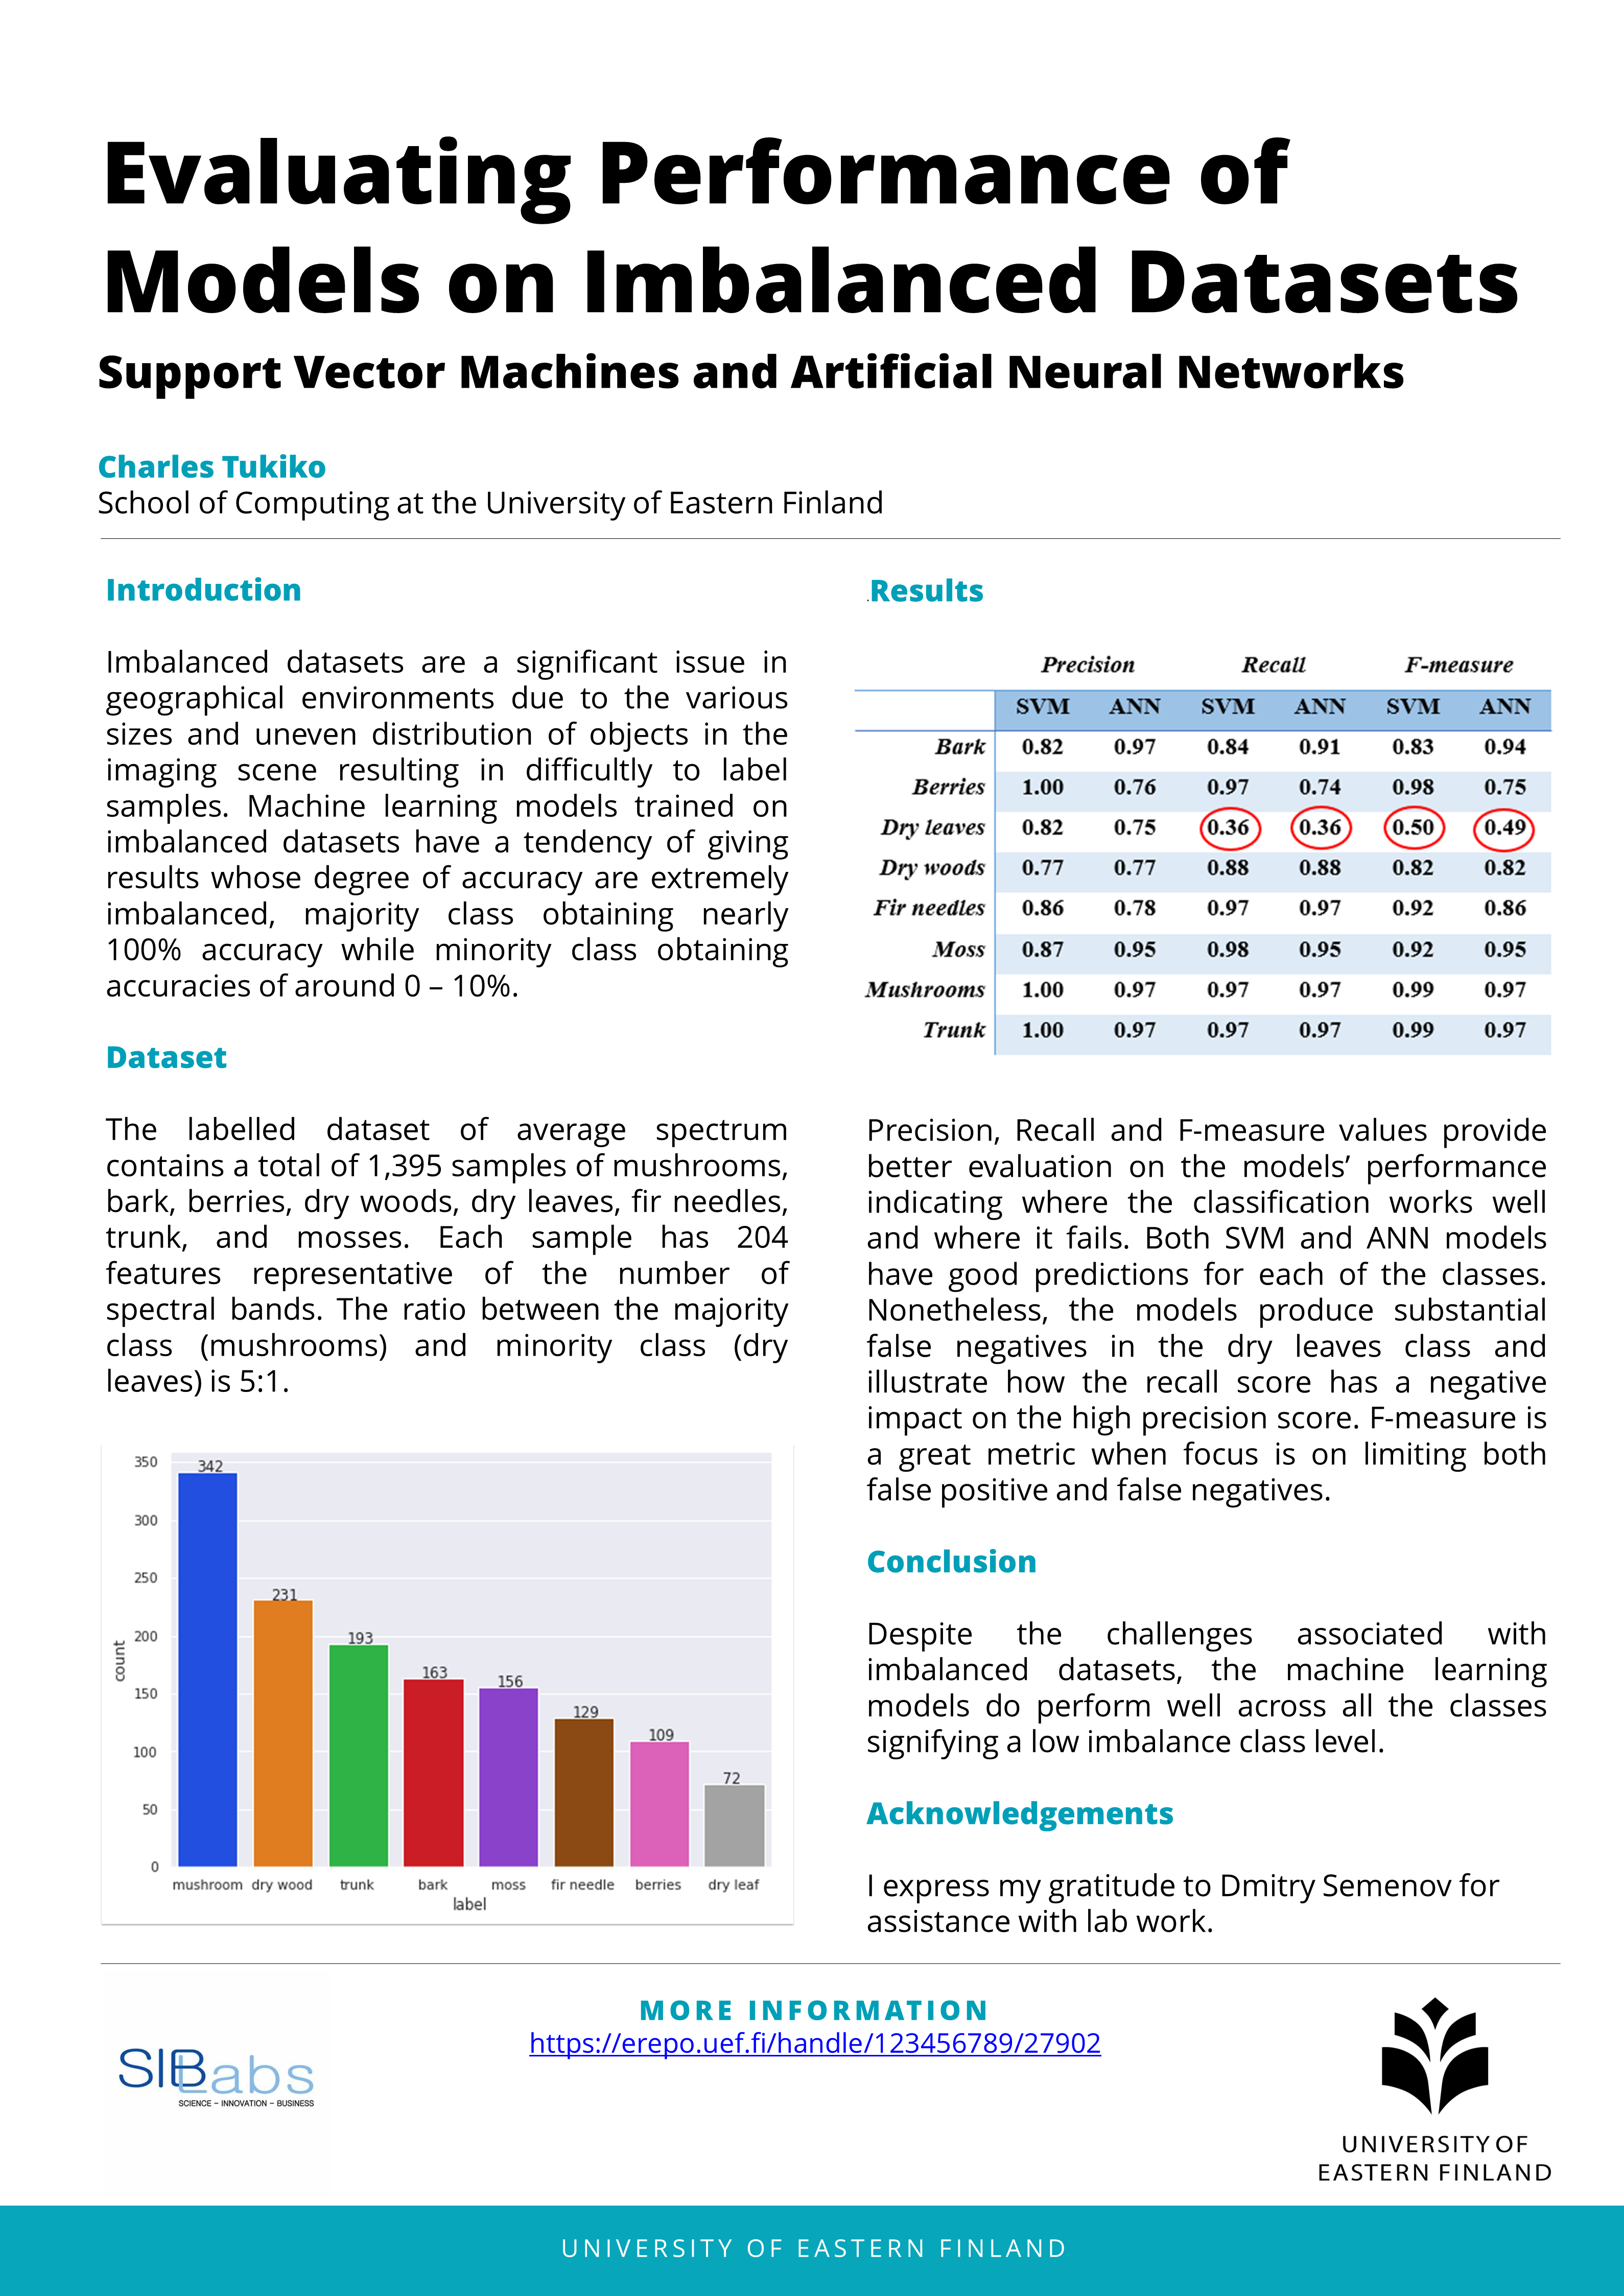 Evaluating Performance of
Models on Imbalanced Datasets
Support Vector Machines and Artificial Neural Networks
Charles Tukiko
School of Computing at the University of Eastern Finland
Introduction
Imbalanced datasets are a significant issue in
geographical environments due to the various
sizes and uneven distribution of objects in the
imaging scene resulting in difficultly to label
samples. Machine learning models trained on
imbalanced datasets have a tendency of giving
results whose degree of accuracy are extremely
imbalanced, majority class obtaining nearly
100% accuracy while minority class obtaining
accuracies of around 0 – 10%.
Dataset
The labelled dataset of average spectrum
contains a total of 1,395 samples of mushrooms,
bark, berries, dry woods, dry leaves, fir needles,
trunk, and mosses. Each sample has 204
features representative of the number of
spectral bands. The ratio between the majority
class (mushrooms) and minority class (dry
leaves) is 5:1.
350
300
250
200
150
100
50
0
count
342
231
193
163
156
129
109
72
mushroom dry wood trunk bark moss fir needle berries dry leaf
label
.Results
Precision Recall F-measure
SVM ANN SVM ANN SVM ANN
Bark 0.82 0.97 0.84 0.91 0.83 0.94
Berries 1.00 0.76 0.97 0.74 0.98 0.75
Dry leaves 0.82 0.75 0.36 0.36 0.50 0.49
Dry woods 0.77 0.77 0.88 0.88 0.82 0.82
Fir needles 0.86 0.78 0.97 0.97 0.92 0.86
Moss 0.87 0.95 0.98 0.95 0.92 0.95
Mushrooms 1.00 0.97 0.97 0.97 0.99 0.97
Trunk 1.00 0.97 0.97 0.97 0.99 0.97
Precision, Recall and F-measure values provide
better evaluation on the models’ performance
indicating where the classification works well
and where it fails. Both SVM and ANN models
have good predictions for each of the classes.
Nonetheless, the models produce substantial
false negatives in the dry leaves class and
illustrate how the recall score has a negative
impact on the high precision score. F-measure is
a great metric when focus is on limiting both
false positive and false negatives.
Conclusion
Despite the challenges associated with
imbalanced datasets, the machine learning
models do perform well across all the classes
signifying a low imbalance class level.
Acknowledgements
I express my gratitude to Dmitry Semenov for
assistance with lab work.
MORE INFORMATION
https://erepo.uef.fi/handle/123456789/27902
SIBLabs
SCIENCE – INNOVATION – BUSINESS
UNIVERSITY OF
EASTERN FINLAND
UNIVERSITY OF EASTERN FINLAND